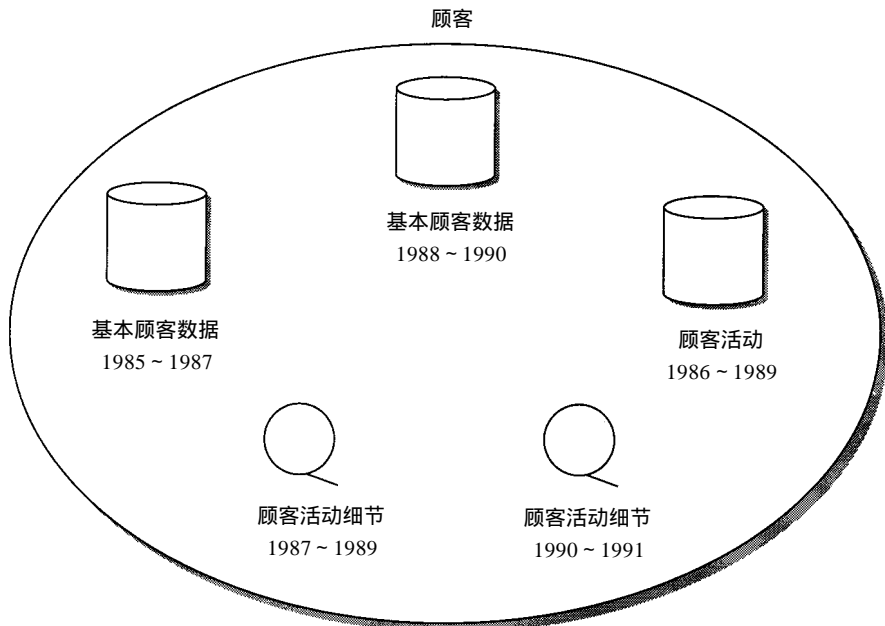 顾客
基本顾客数据
1988 ~ 1990
基本顾客数据
1985 ~ 1987
顾客活动
1986 ~ 1989
顾客活动细节
1987 ~ 1989
顾客活动细节
1990 ~ 1991